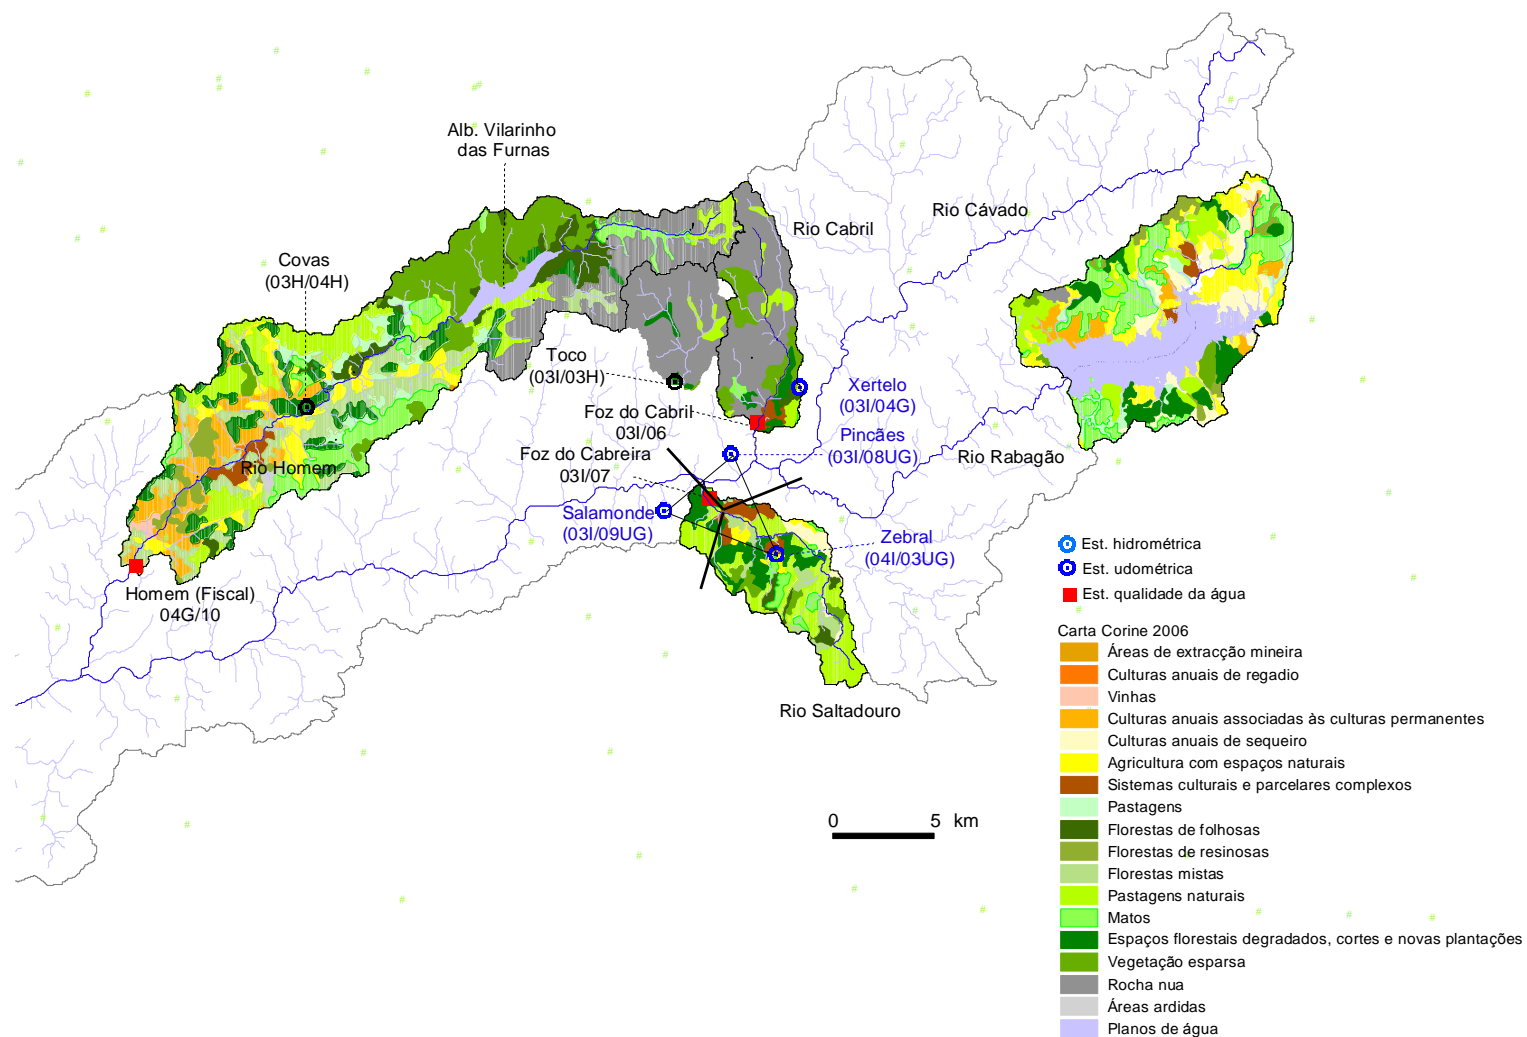 Alb. Vilarinho
das Furnas
Rio Cávado
Rio Cabril
Covas
(03H/04H)
Toco
(03I/03H)
Xertelo
(03I/04G)
Foz do Cabril
03I/06
Pincães
(03I/08UG)
Foz do Cabreira
03I/07
Rio Rabagão
Rio Homem
Salamonde
(03I/09UG)
Zebral
(04I/03UG)
Homem (Fiscal)
04G/10
Rio Saltadouro
0 5 km
Est. hidrométrica
Est. udométrica
Est. qualidade da água
Carta Corine 2006
Áreas de extracção mineira
Culturas anuais de regadio
Vinhas
Culturas anuais associadas às culturas permanentes
Culturas anuais de sequeiro
Agricultura com espaços naturais
Sistemas culturais e parcelares complexos
Pastagens
Florestas de folhosas
Florestas de resinosas
Florestas mistas
Pastagens naturais
Matos
Espaços florestais degradados, cortes e novas plantações
Vegetação esparsa
Rocha nua
Áreas ardidas
Planos de água